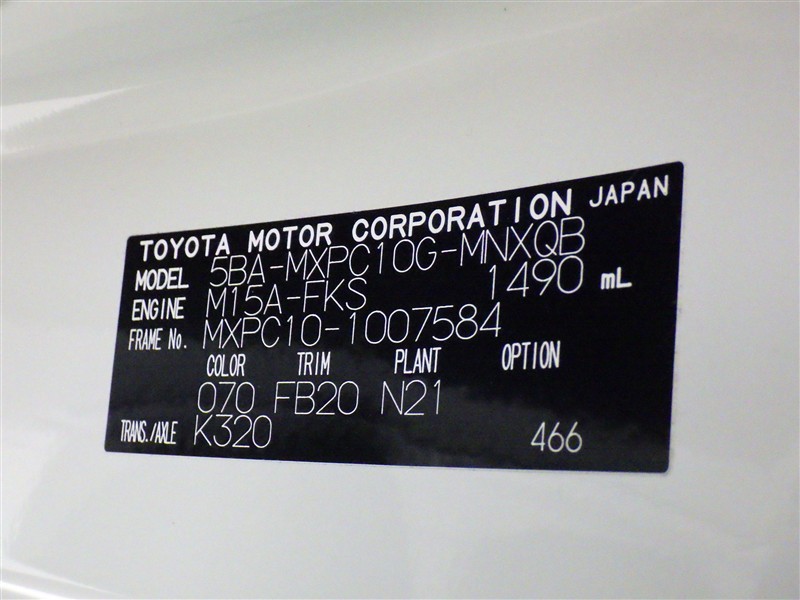 TOYOTA MOTOR CORPORATION JAPAN
MODEL 5BA-MXPC10G-MNXQB
ENGINE M15A-FKS 1490 mL
FRAME No. MXPC10-1007584
COLOR TRIM PLANT OPTION
070 FB20 N21
TRANS./AXLE K320 466